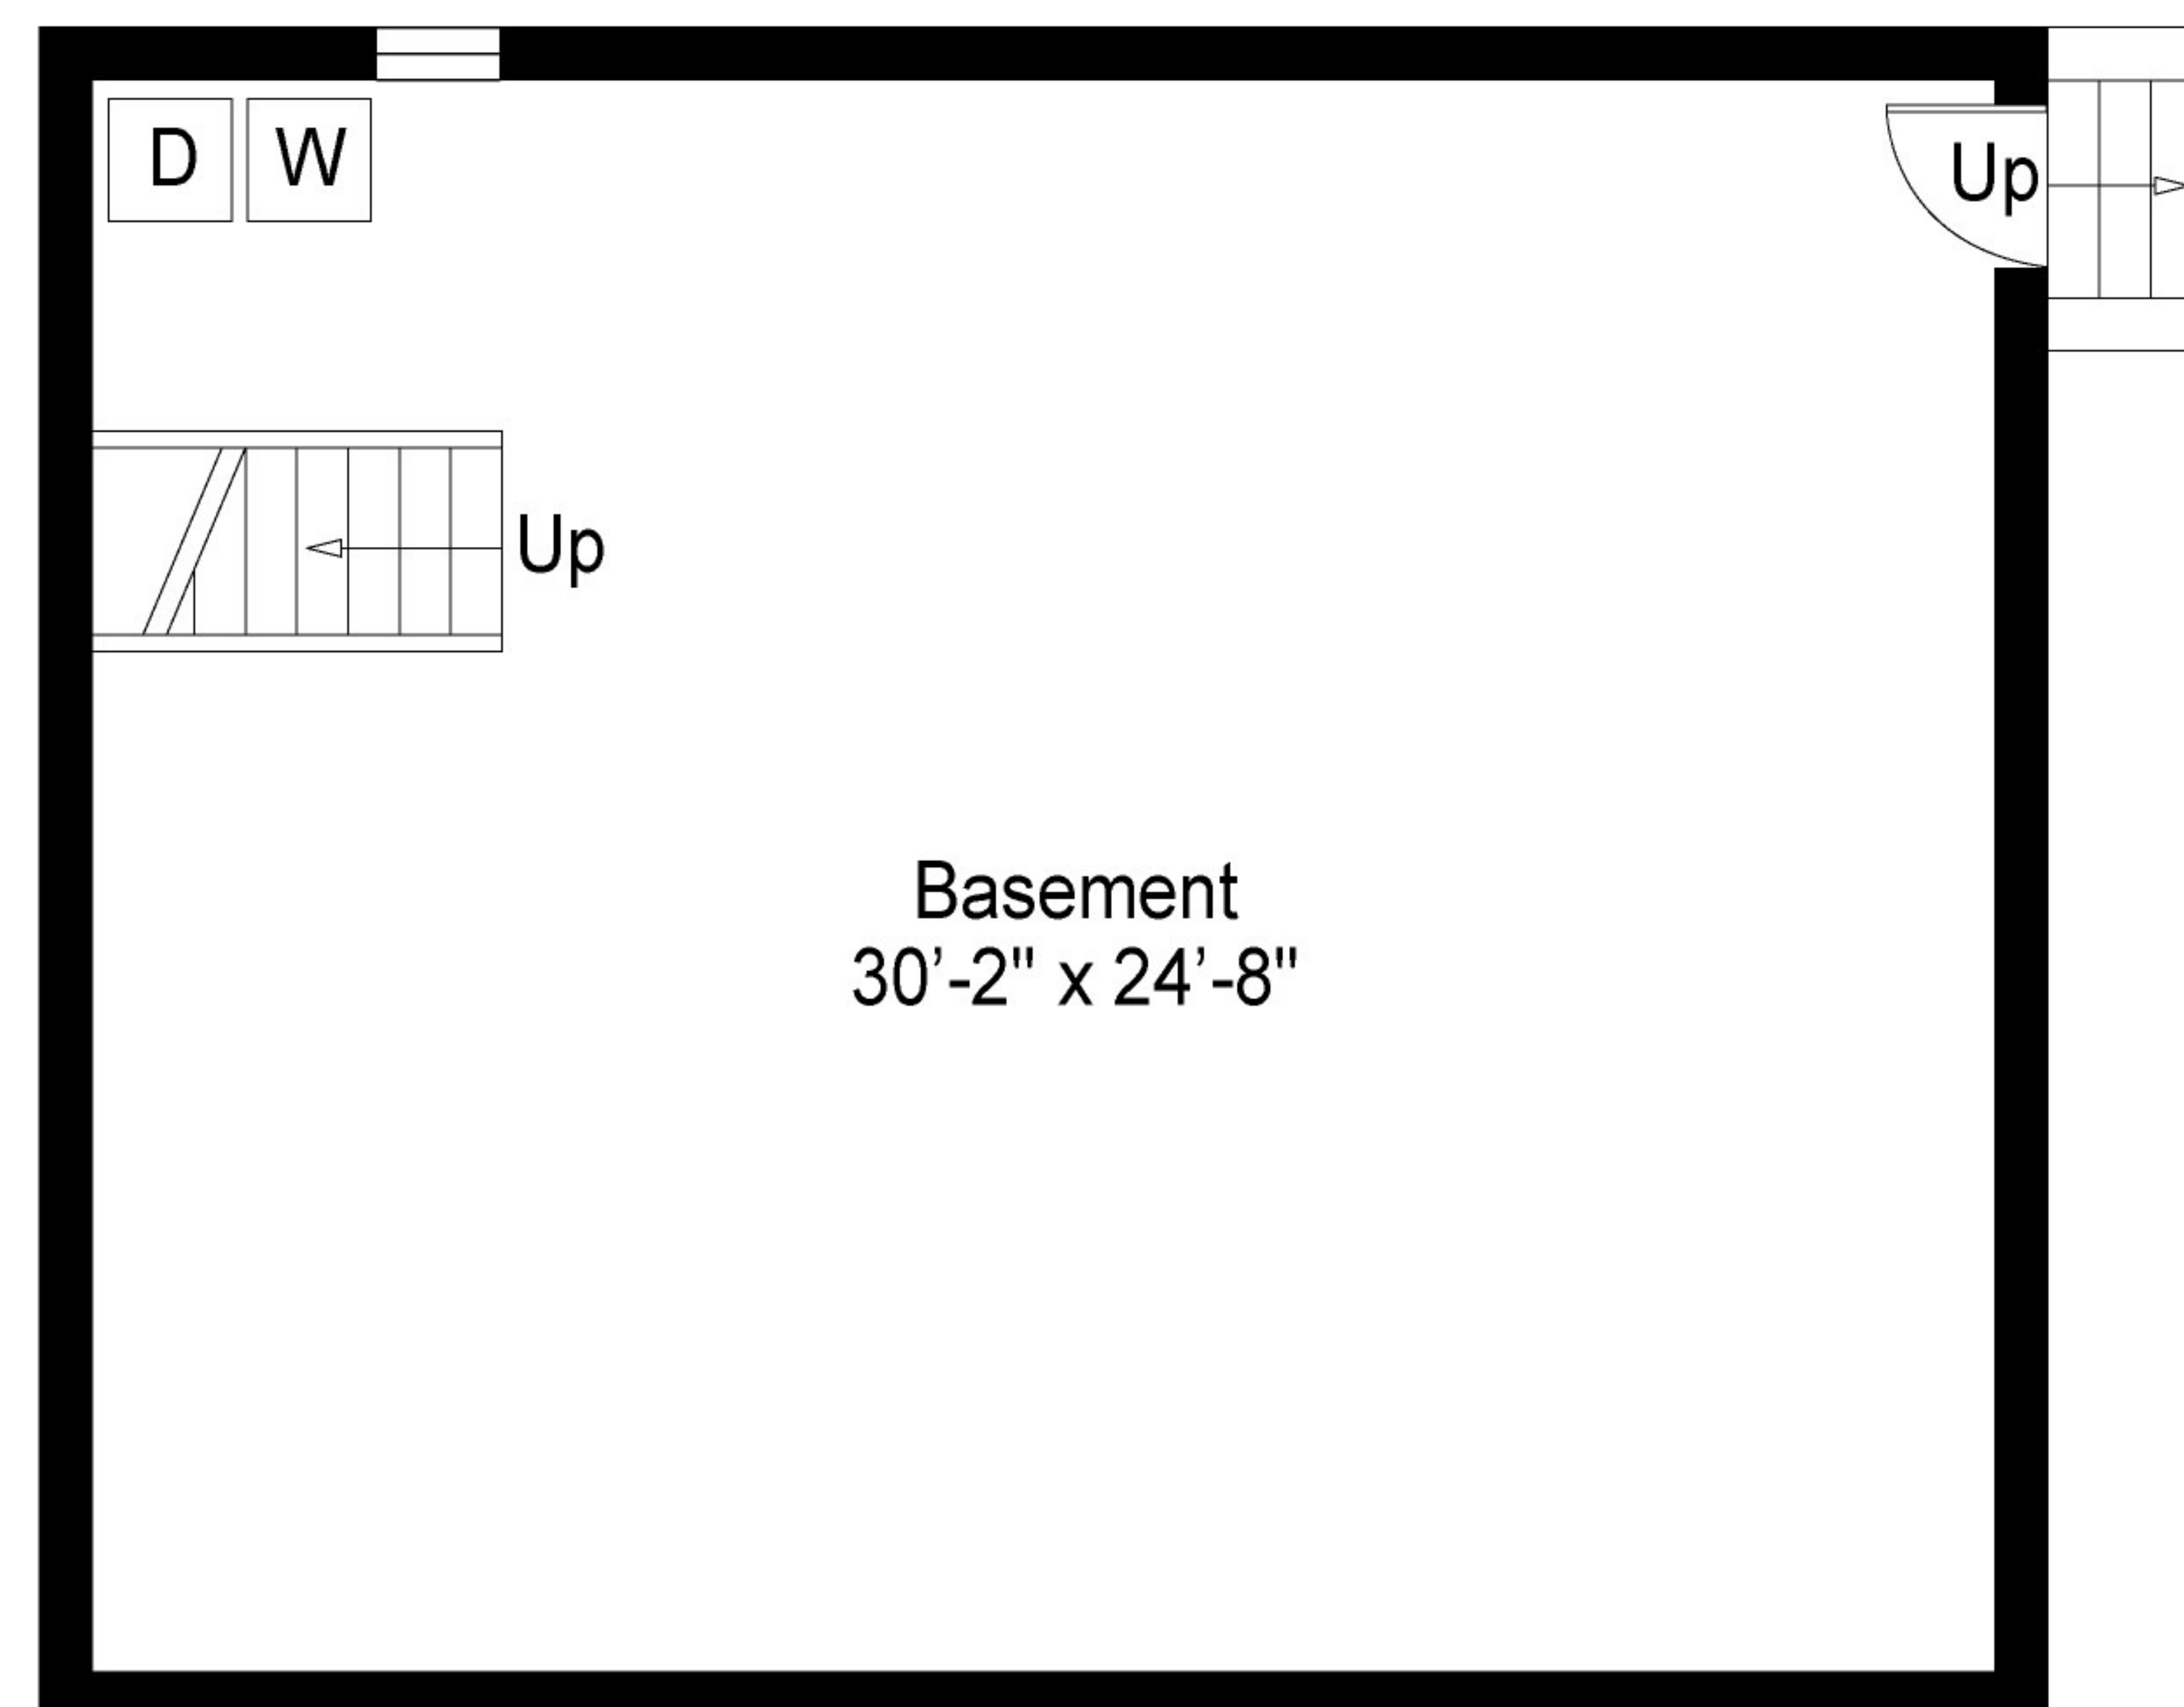 D W
Up
Up
Basement
30’-2" x 24’-8"